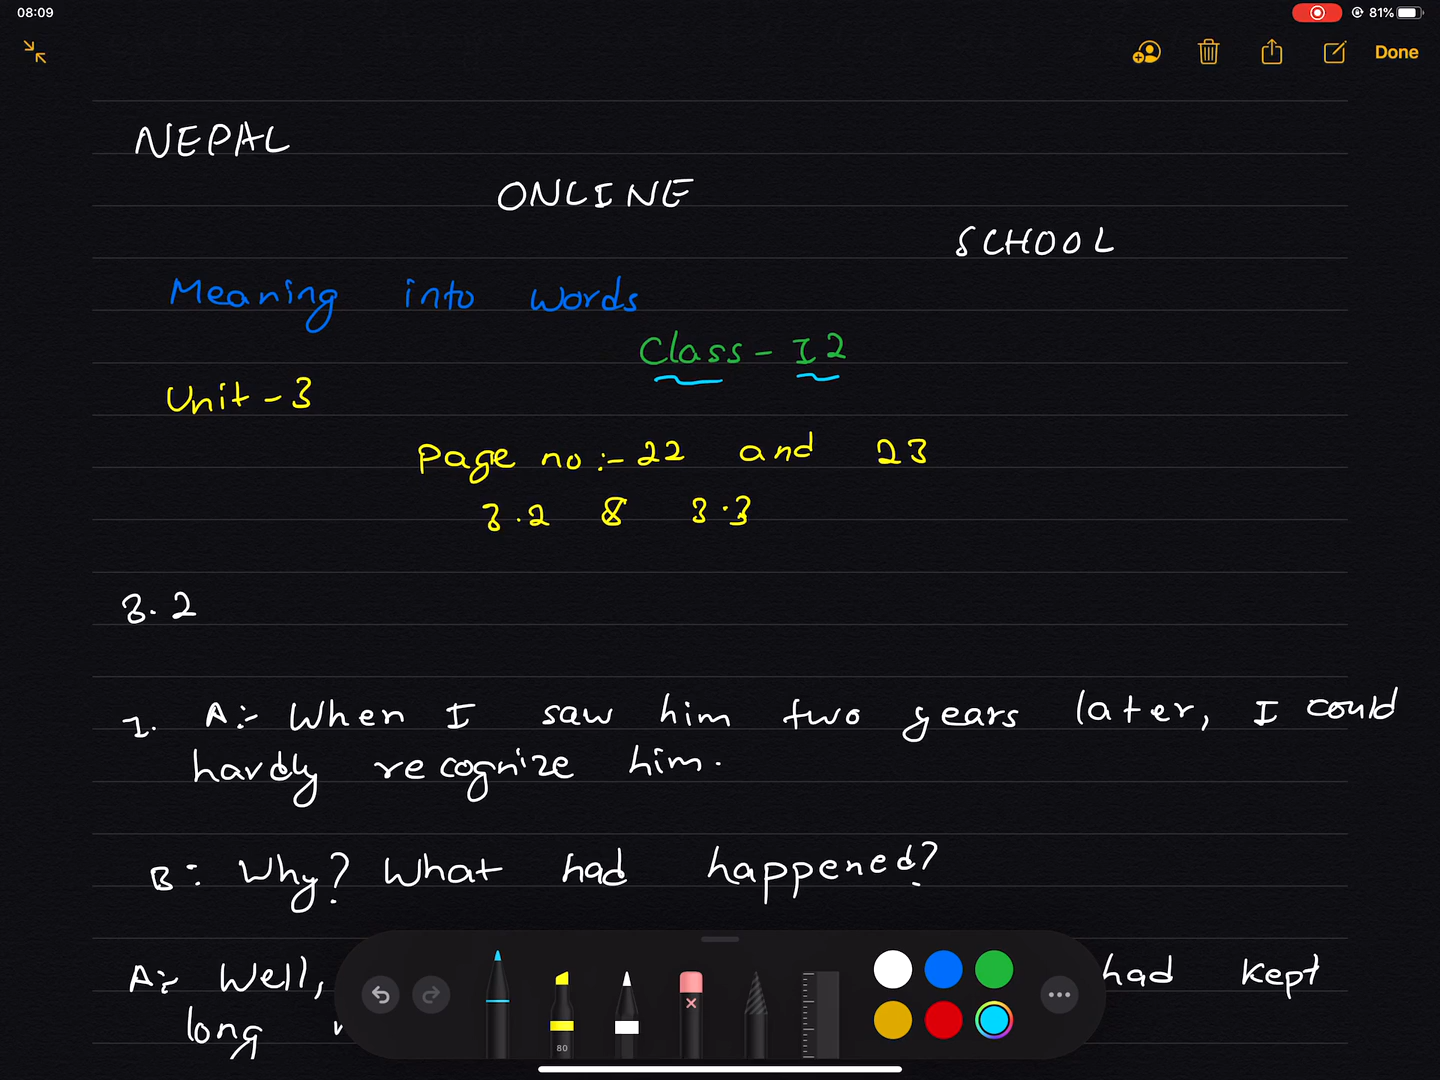 08:09
81%
Done
NEPAL
ONLINE
SCHOOL
Meaning into words
Class - 12
Unit - 3
Page no :- 22 and 23
3.2 & 3.3
3.2
1. A:- When I saw him two years later, I could
hardly recognize him.
B:- Why? What had happened?
A:- Well, had kept
long
80